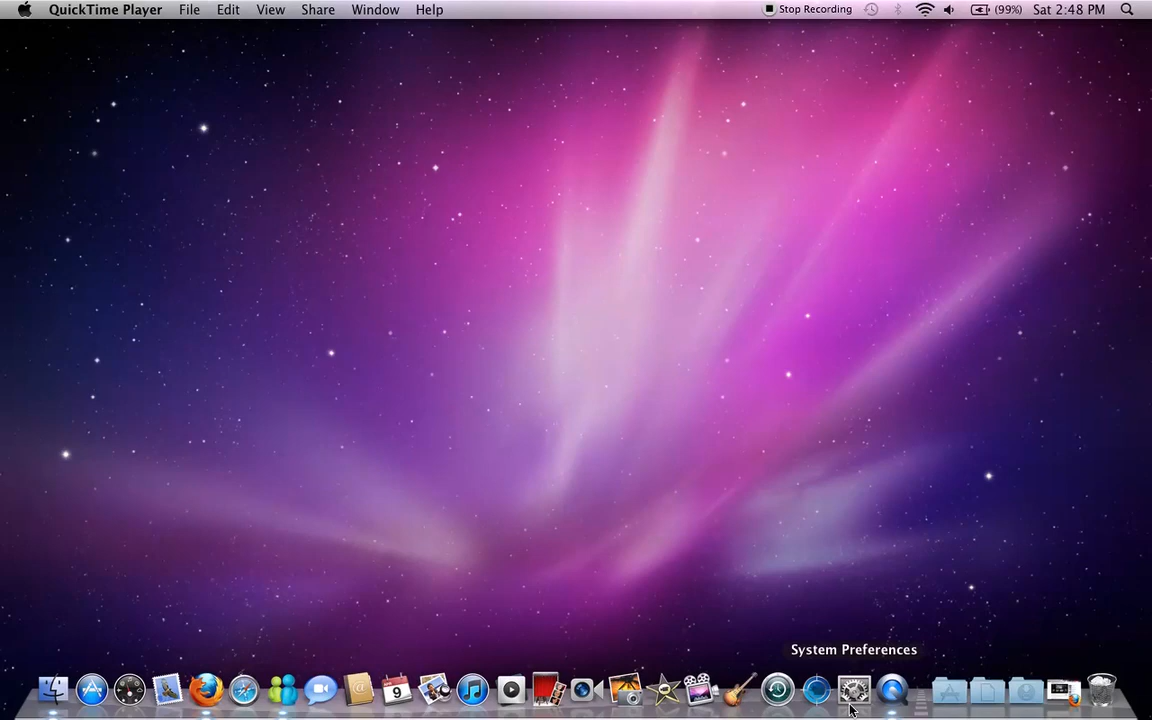 QuickTime Player File Edit View Share Window Help Stop Recording (99%) Sat 2:48 PM
System Preferences
9